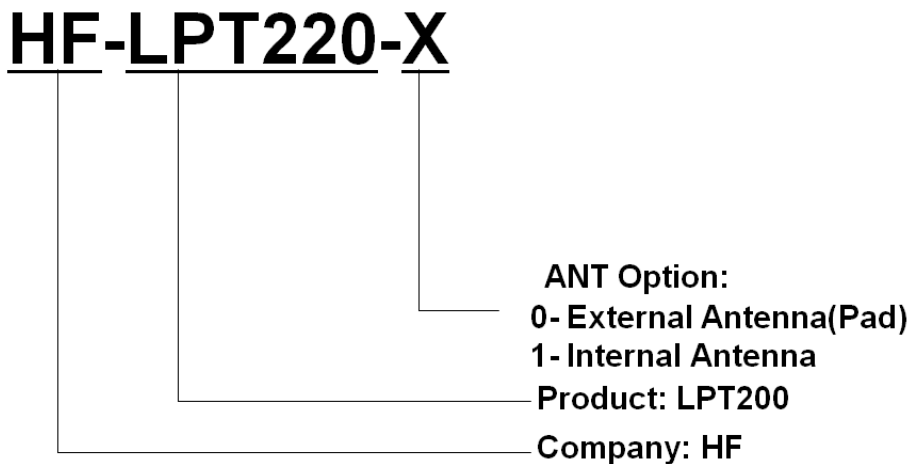 HF-LPT220-X
ANT Option:
0- External Antenna(Pad)
1- Internal Antenna
Product: LPT200
Company: HF